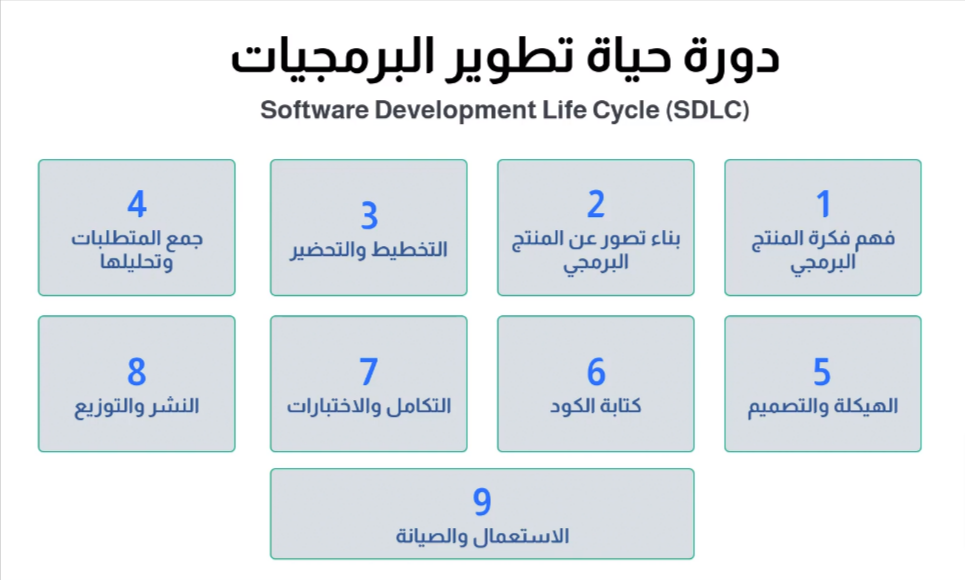 دورة حياة تطوير البرمجيات
Software Development Life Cycle (SDLC)
1
فهم فكرة المنتج
البرمجي
2
بناء تصور عن المنتج
البرمجي
3
التخطيط والتحضير
4
جمع المتطلبات
وتحليلها
5
الهيكلة والتصميم
6
كتابة الكود
7
التكامل والاختبارات
8
النشر والتوزيع
9
الاستعمال والصيانة